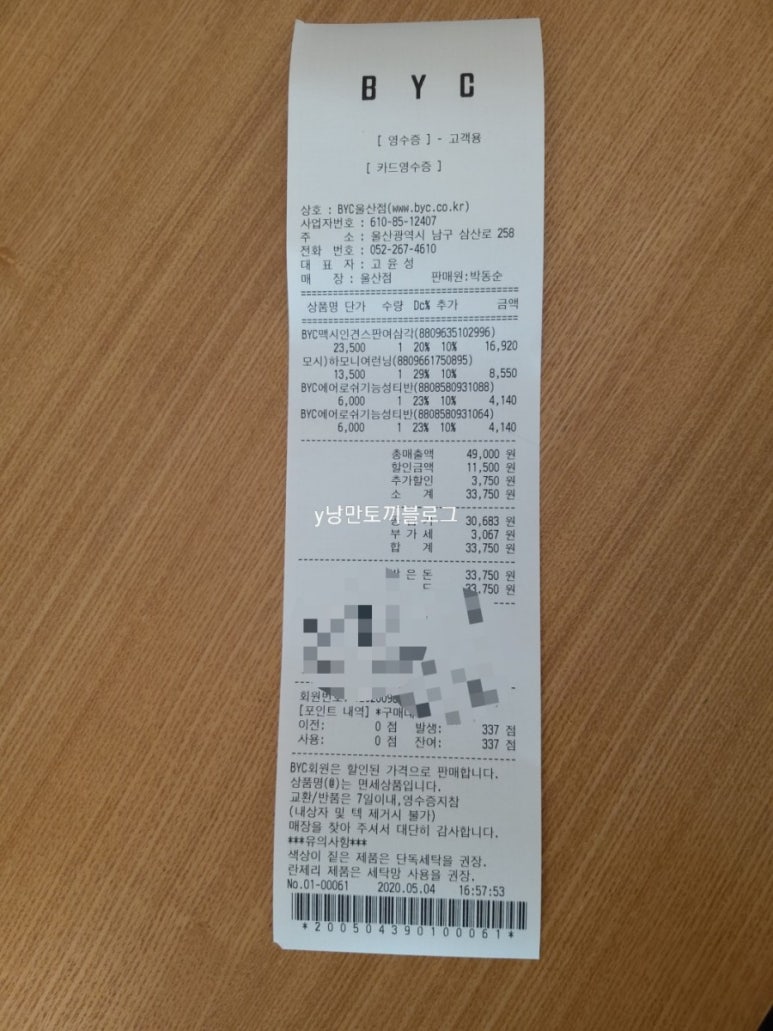 BYC
[ 영수증 ] - 고객용
[ 카드영수증 ]
상호 : BYC울산점(www.byc.co.kr)
사업자번호 : 610-85-12407
주 소 : 울산광역시 남구 삼산로 258
전화 번호 : 052-267-4610
대 표 자 : 고 윤 성
매 장 : 울산점 판매원:박동순
상품명 단가 수량 Dc% 추가 금액
BYC맥시인견스판여삼각(8809635102996)
23,500 1 20% 10% 16,920
모시)하모니여런닝(8809661750895)
13,500 1 29% 10% 8,550
BYC에어로쉬기능성티반(8808580931088)
6,000 1 23% 10% 4,140
BYC에어로쉬기능성티반(8808580931064)
6,000 1 23% 10% 4,140
총매출액 49,000 원
할인금액 11,500 원
추가할인 3,750 원
소 계 33,750 원
y낭만토끼블로그
30,683 원
부 가 세 3,067 원
합 계 33,750 원
은 돈 33,750 원
드 33,750 원
회원번호:
[포인트 내역] *구매
이전: 0 점 발생: 337 점
사용: 0 점 잔여: 337 점
BYC회원은 할인된 가격으로 판매합니다.
상품명(@)는 면세상품입니다.
교환/반품은 7일이내,영수증지참
(내상자 및 텍 제거시 불가)
매장을 찾아 주셔서 대단히 감사합니다.
***유의사항***
색상이 짙은 제품은 단독세탁을 권장.
란제리 제품은 세탁망 사용을 권장.
No.01-00061 2020.05.04 16:57:53
*200504390100061*